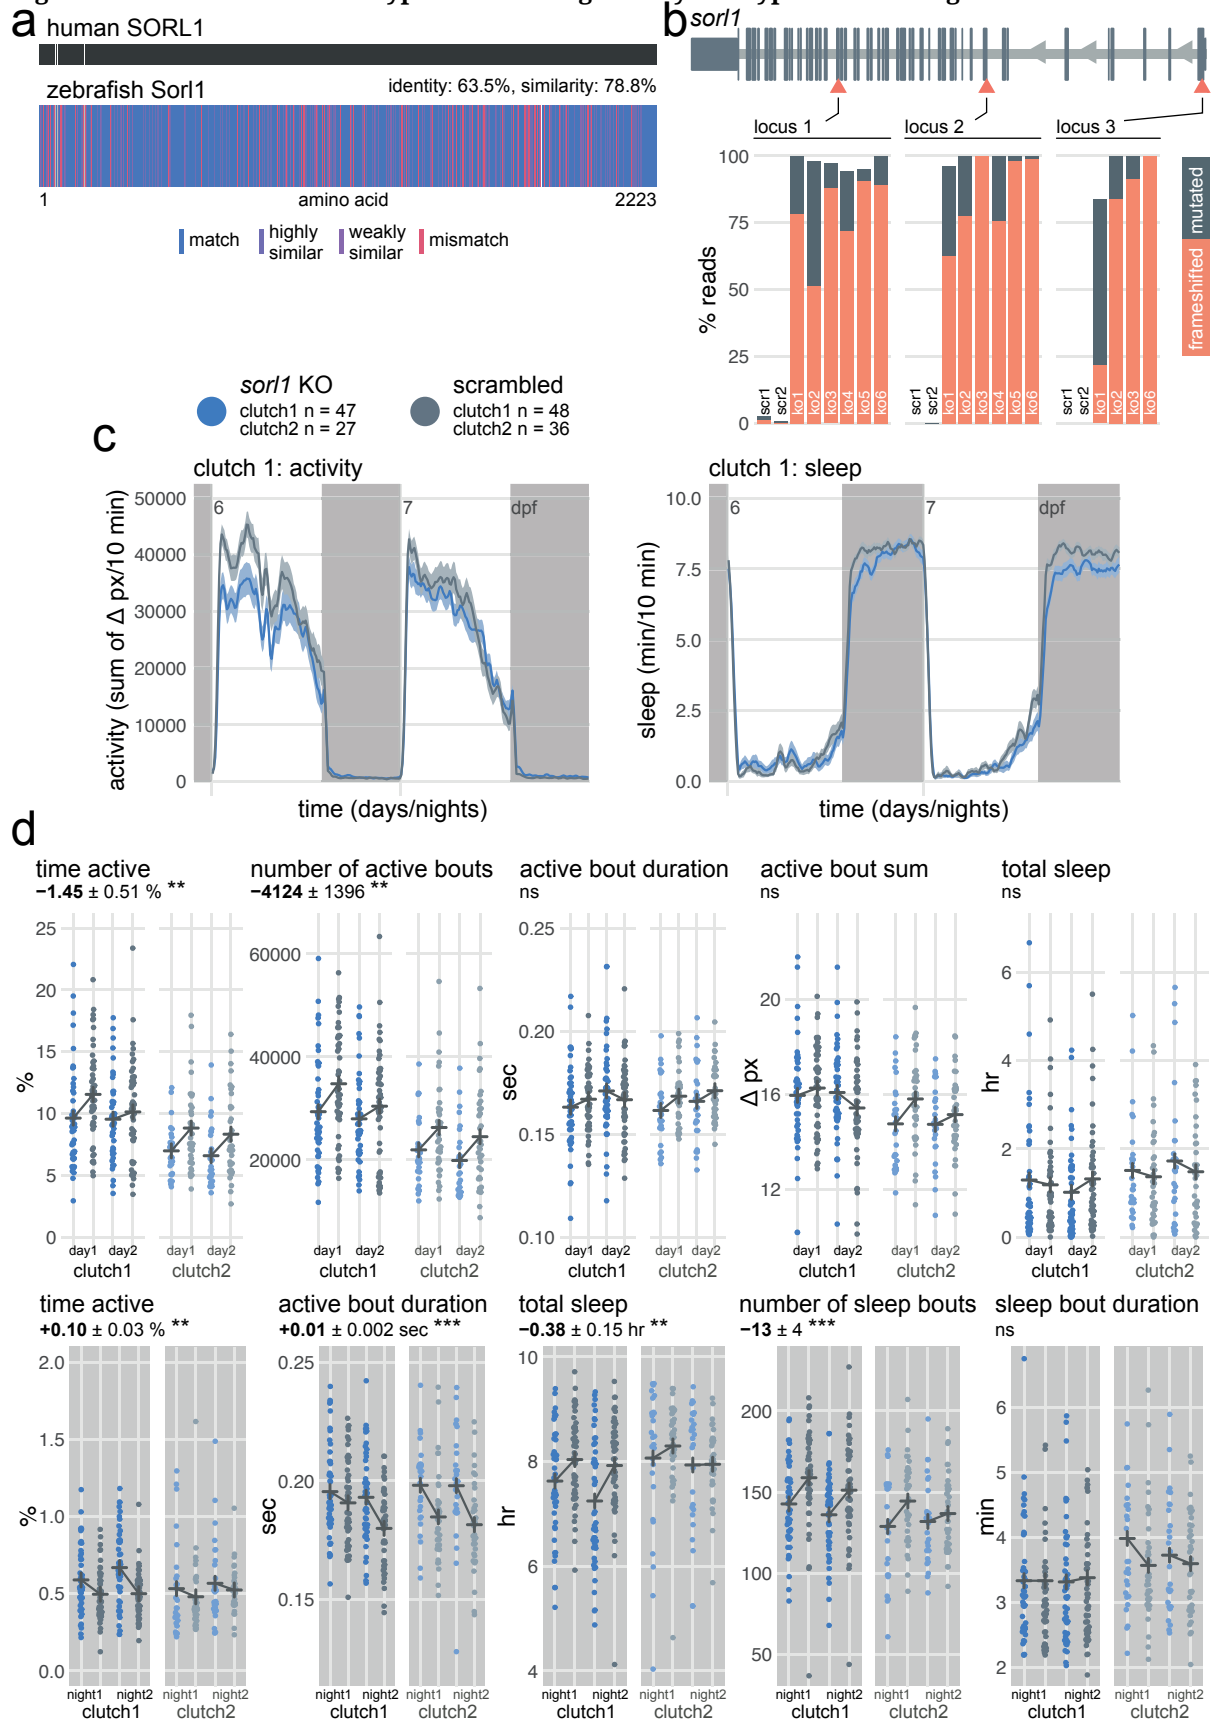 a
human SORL1
zebrafish Sorl1
identity: 63.5%, similarity: 78.8%
1
amino acid
2223
match
highly
similar
weakly
similar
mismatch
b
sorl1
locus 1
locus 2
locus 3
100
75
50
25
0
% reads
scr1
scr2
ko1
ko2
ko3
ko4
ko5
ko6
scr1
scr2
ko1
ko2
ko3
ko4
ko5
ko6
scr1
scr2
ko1
ko2
ko3
ko6
mutated
frameshifted
sorl1 KO
clutch1 n = 47
clutch2 n = 27
scrambled
clutch1 n = 48
clutch2 n = 36
c
clutch 1: activity
50000
40000
30000
20000
10000
0
activity (sum of Δ px/10 min)
6
7
dpf
time (days/nights)
clutch 1: sleep
10.0
7.5
5.0
2.5
0.0
sleep (min/10 min)
6
7
dpf
time (days/nights)
d
time active
−1.45 ± 0.51 % **
25
20
15
10
5
0
%
day1
day2
day1
day2
clutch1
clutch2
number of active bouts
−4124 ± 1396 **
60000
40000
20000
day1
day2
day1
day2
clutch1
clutch2
active bout duration
ns
0.25
0.20
0.15
0.10
sec
day1
day2
day1
day2
clutch1
clutch2
active bout sum
ns
20
16
12
Δ px
day1
day2
day1
day2
clutch1
clutch2
total sleep
ns
6
4
2
0
hr
day1
day2
day1
day2
clutch1
clutch2
time active
+0.10 ± 0.03 % **
2.0
1.5
1.0
0.5
0.0
%
night1
night2
night1
night2
clutch1
clutch2
active bout duration
+0.01 ± 0.002 sec ***
0.25
0.20
0.15
sec
night1
night2
night1
night2
clutch1
clutch2
total sleep
−0.38 ± 0.15 hr **
10
8
6
4
hr
night1
night2
night1
night2
clutch1
clutch2
number of sleep bouts
−13 ± 4 ***
200
150
100
50
night1
night2
night1
night2
clutch1
clutch2
sleep bout duration
ns
6
5
4
3
2
min
night1
night2
night1
night2
clutch1
clutch2